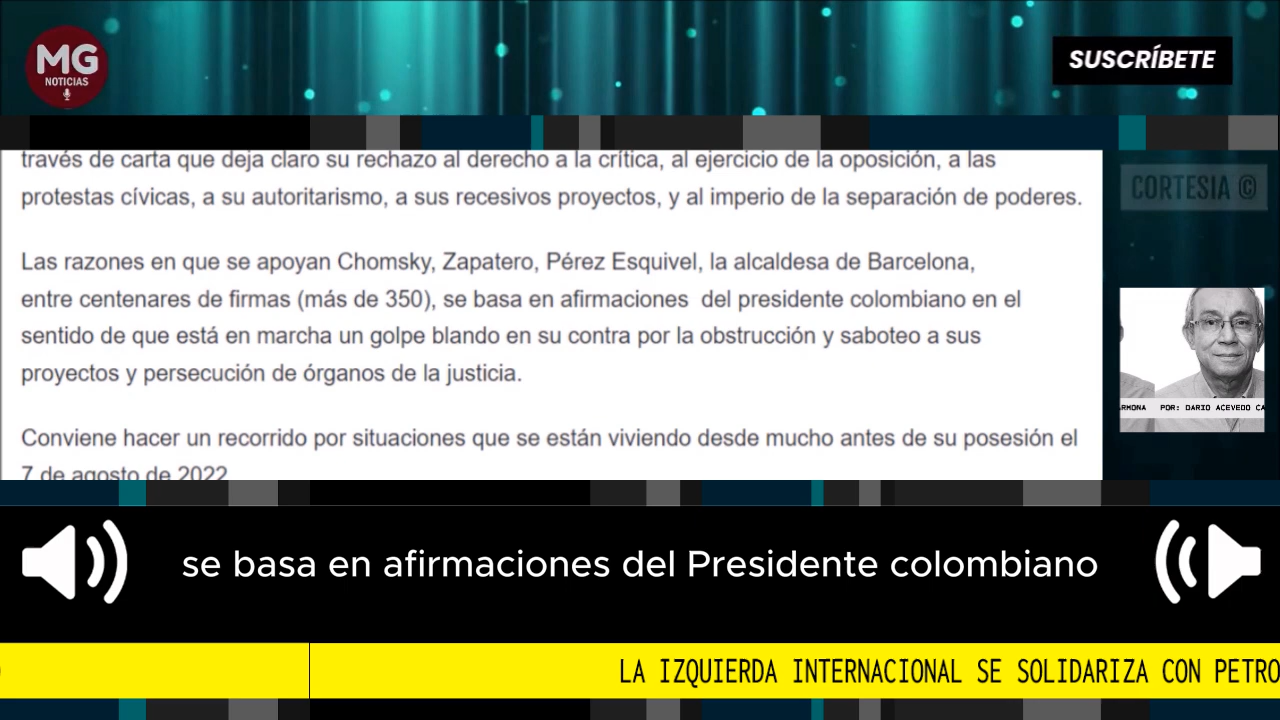 MG
NOTICIAS
SUSCRÍBETE
través de carta que deja claro su rechazo al derecho a la crítica, al ejercicio de la oposición, a las
protestas cívicas, a su autoritarismo, a sus recesivos proyectos, y al imperio de la separación de poderes.
CORTESIA ©
Las razones en que se apoyan Chomsky, Zapatero, Pérez Esquivel, la alcaldesa de Barcelona,
entre centenares de firmas (más de 350), se basa en afirmaciones del presidente colombiano en el
sentido de que está en marcha un golpe blando en su contra por la obstrucción y saboteo a sus
proyectos y persecución de órganos de la justicia.
ARMONA POR: DARIO ACEVEDO CA
Conviene hacer un recorrido por situaciones que se están viviendo desde mucho antes de su posesión el
7 de agosto de 2022
se basa en afirmaciones del Presidente colombiano
LA IZQUIERDA INTERNACIONAL SE SOLIDARIZA CON PETRO